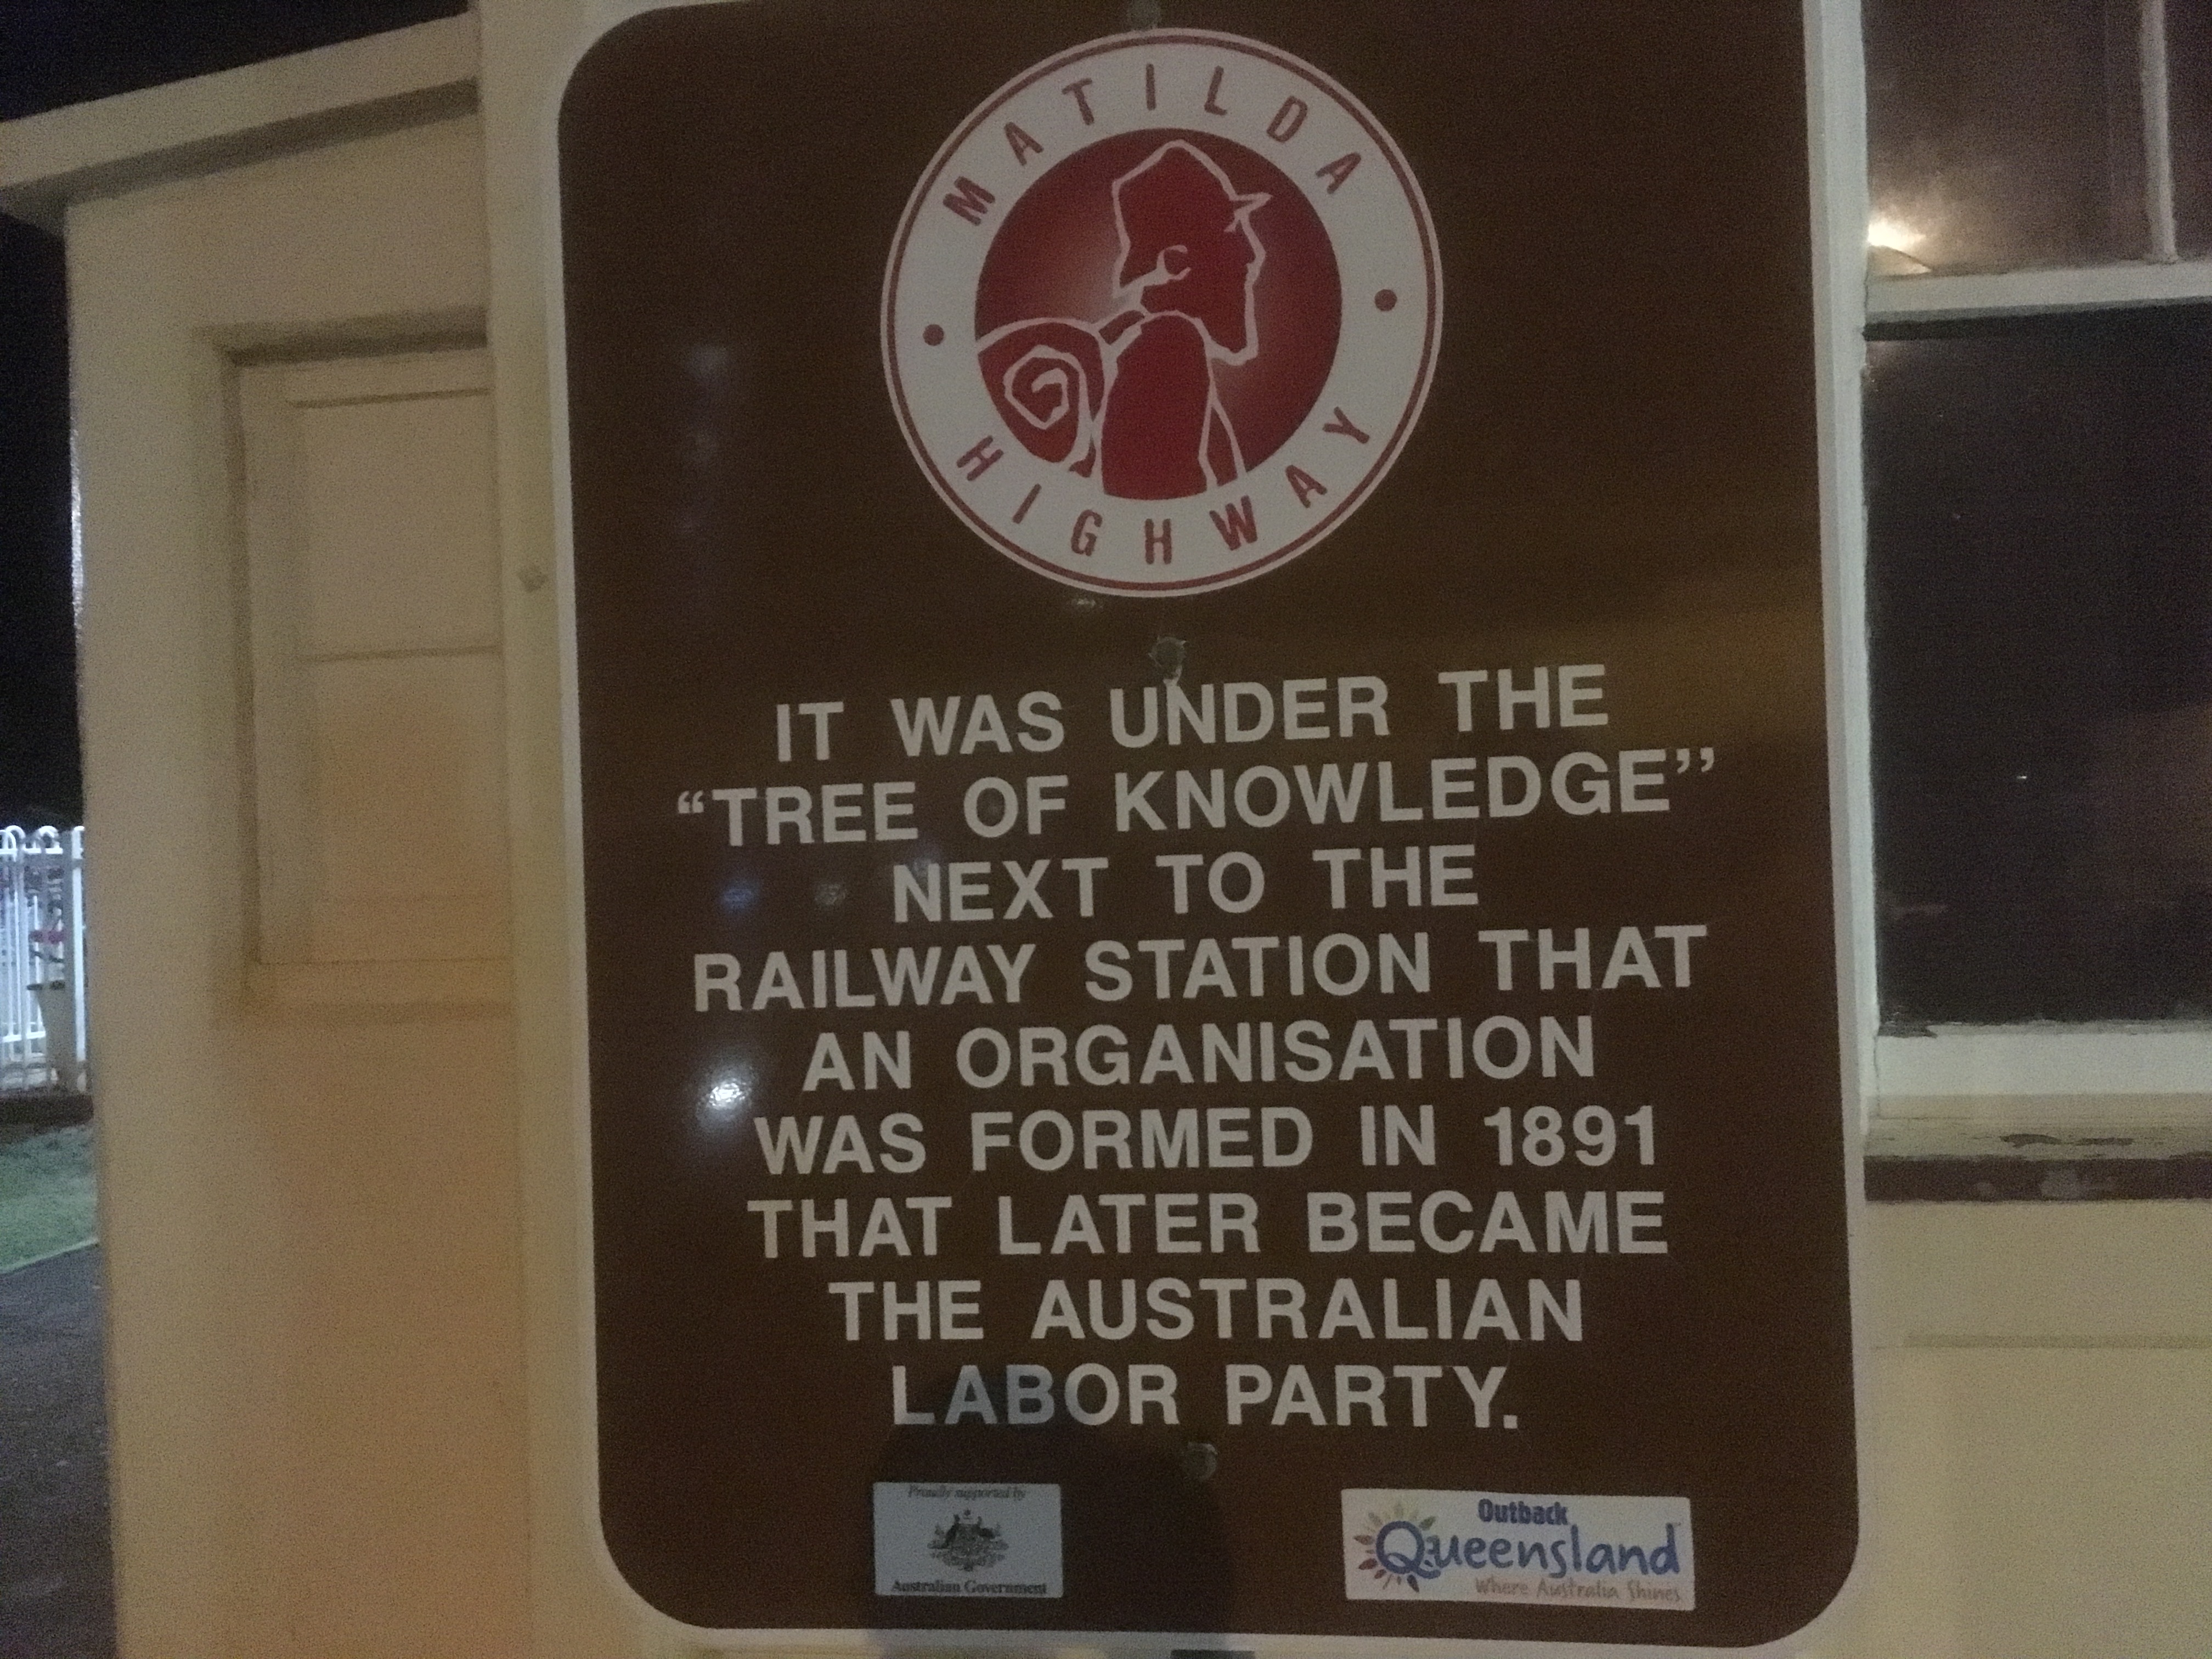 MATILDA
HIGHWAY
IT WAS UNDER THE
“TREE OF KNOWLEDGE”
NEXT TO THE
RAILWAY STATION THAT
AN ORGANISATION
WAS FORMED IN 1891
THAT LATER BECAME
THE AUSTRALIAN
LABOR PARTY.
Proudly supported by
Australian Government
Outback
Queensland
Where Australia Shines